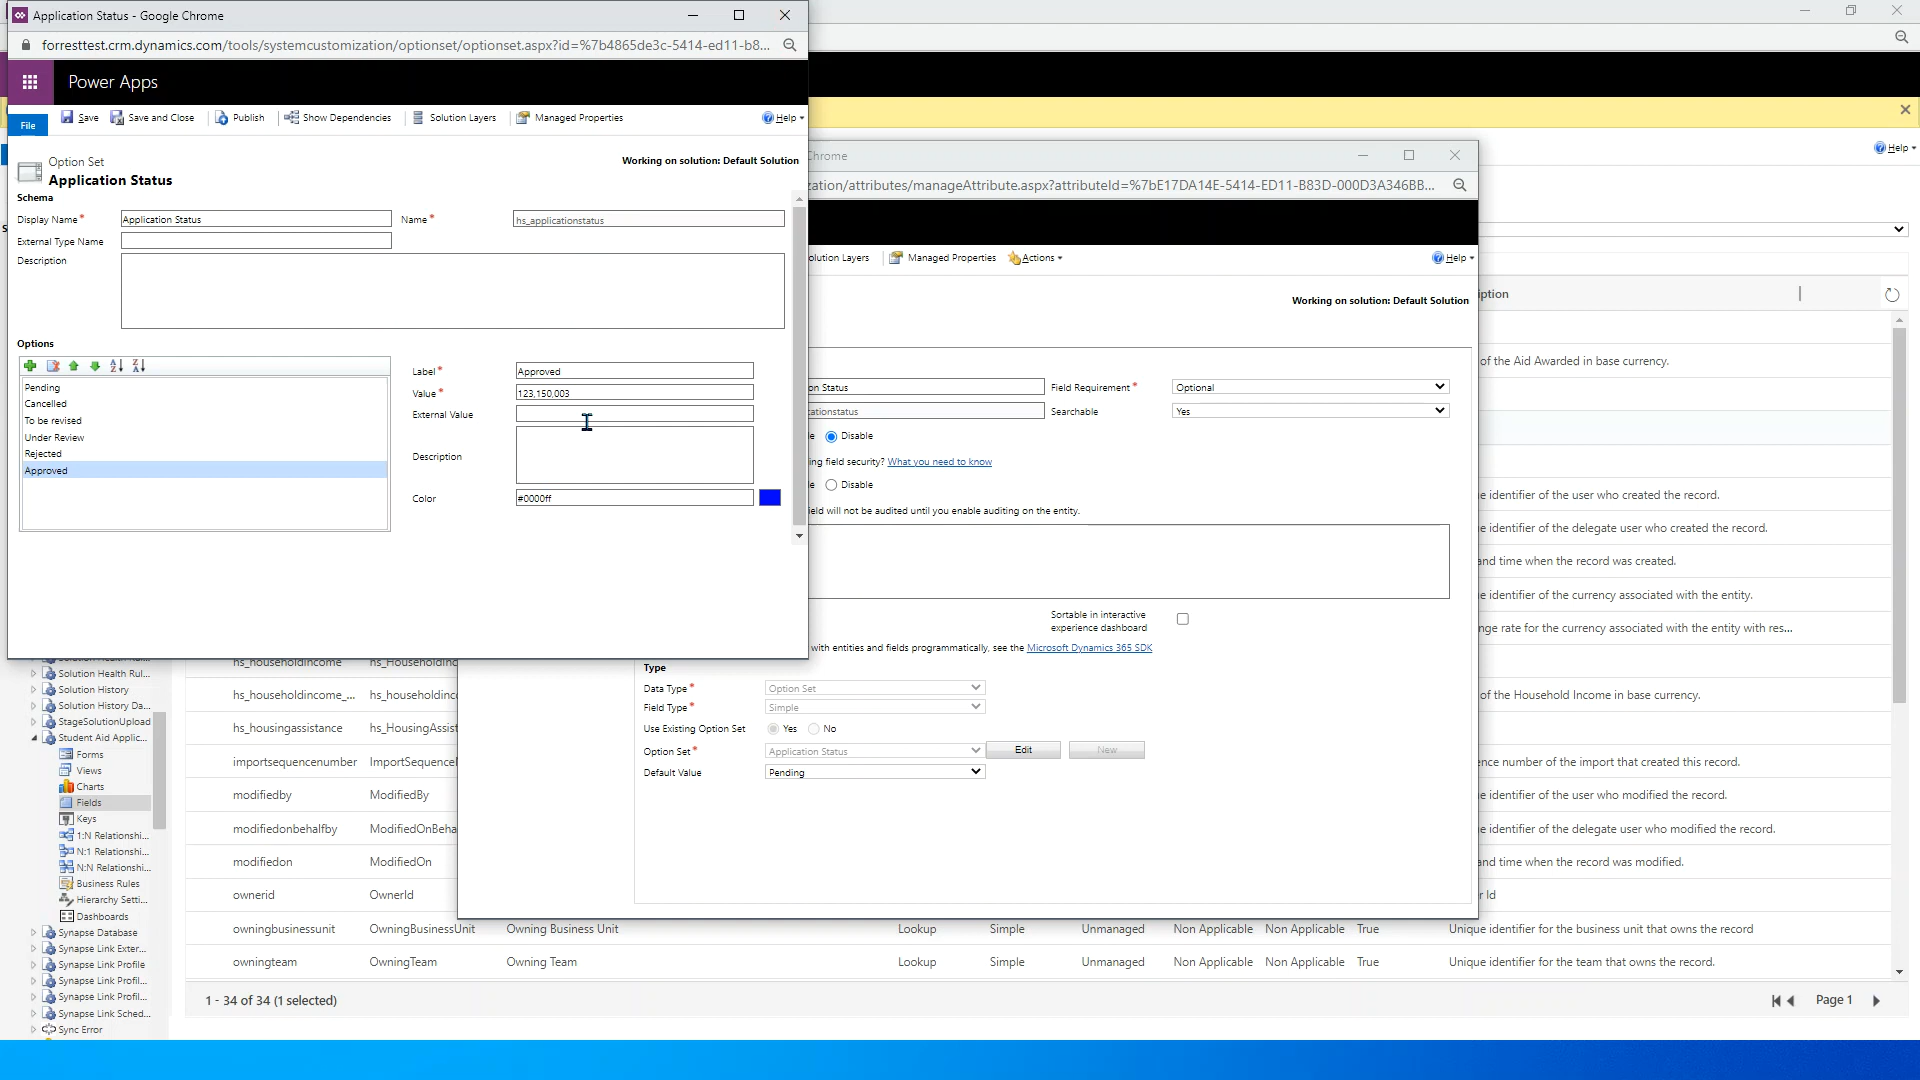 Application Status - Google Chrome
forresttest.crm.dynamics.com/tools/systemcustomization/optionset/optionset.aspx?id=%7b4865de3c-5414-ed11-b8...
Power Apps
File
Save
Save and Close
Publish
Show Dependencies
Solution Layers
Managed Properties
Help
Option Set
Application Status
Working on solution: Default Solution
Schema
Display Name*
Application Status
Name*
hs_applicationstatus
External Type Name
Description
Options
Pending
Cancelled
To be revised
Under Review
Rejected
Approved
Label*
Approved
Value*
123,150,003
External Value
Description
Color
#0000ff
Chrome
zation/attributes/manageAttribute.aspx?attributeId=%7bE17DA14E-5414-ED11-B83D-000D3A346BB...
olution Layers
Managed Properties
Actions
Help
Working on solution: Default Solution
on Status
Field Requirement*
Optional
cationstatus
Searchable
Yes
le
Disable
ing field security? What you need to know
le
Disable
ield will not be audited until you enable auditing on the entity.
Sortable in interactive
experience dashboard
with entities and fields programmatically, see the Microsoft Dynamics 365 SDK
Type
Data Type*
Option Set
Field Type*
Simple
Use Existing Option Set
Yes
No
Option Set*
Application Status
Edit
New
Default Value
Pending
Help
iption
of the Aid Awarded in base currency.
e identifier of the user who created the record.
e identifier of the delegate user who created the record.
and time when the record was created.
e identifier of the currency associated with the entity.
nge rate for the currency associated with the entity with res...
of the Household Income in base currency.
ence number of the import that created this record.
e identifier of the user who modified the record.
e identifier of the delegate user who modified the record.
and time when the record was modified.
r Id
Solution Health Rul...
Solution Health Rul...
Solution History
Solution History Da...
StageSolutionUpload
Student Aid Applic...
Forms
Views
Charts
Fields
Keys
1:N Relationshi...
N:1 Relationshi...
N:N Relationshi...
Business Rules
Hierarchy Setti...
Dashboards
Synapse Database
Synapse Link Exter...
Synapse Link Profile
Synapse Link Profil...
Synapse Link Profil...
Synapse Link Sched...
Sync Error
hs_householdincome hs_Householdin
hs_householdincome_... hs_householdinc
hs_housingassistance hs_HousingAssist
importsequencenumber ImportSequenceI
modifiedby ModifiedBy
modifiedonbehalfby ModifiedOnBeha
modifiedon ModifiedOn
ownerid OwnerId
owningbusinessunit OwningBusinessUnit Owning Business Unit Lookup Simple Unmanaged Non Applicable Non Applicable True Unique identifier for the business unit that owns the record
owningteam OwningTeam Owning Team Lookup Simple Unmanaged Non Applicable Non Applicable True Unique identifier for the team that owns the record.
1 - 34 of 34 (1 selected)
Page 1